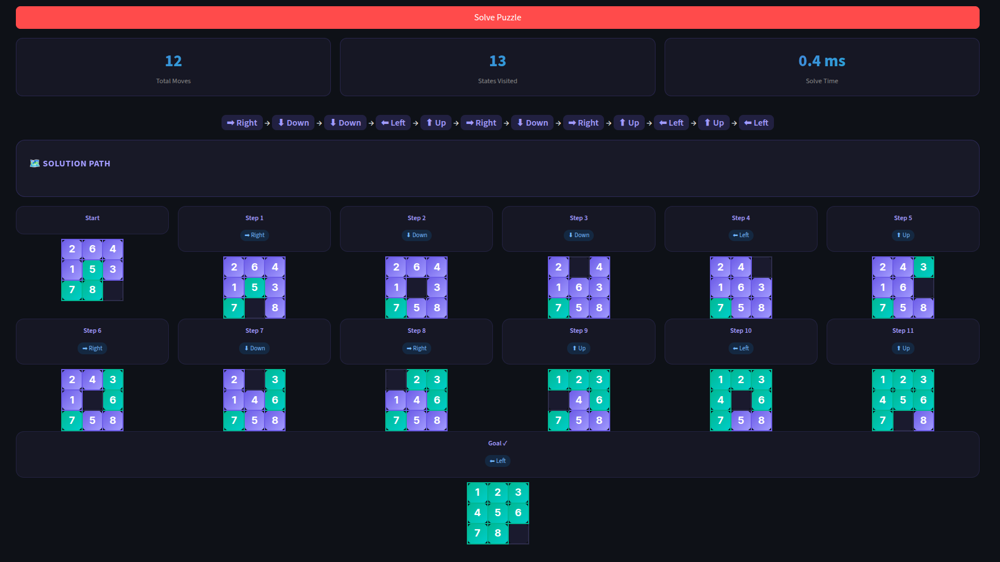 Solve Puzzle
12
Total Moves
13
States Visited
0.4 ms
Solve Time
➡ Right → ⬇ Down → ⬇ Down → ⬅ Left → ⬆ Up → ➡ Right → ⬇ Down → ➡ Right → ⬆ Up → ⬅ Left → ⬆ Up → ⬅ Left
🗺️ SOLUTION PATH
Start
2 6 4
1 5 3
7 8
Step 1
➡ Right
2 6 4
1 5 3
7 8
Step 2
⬇ Down
2 6 4
1 3
7 5 8
Step 3
⬇ Down
2 4
1 6 3
7 5 8
Step 4
⬅ Left
2 4
1 6 3
7 5 8
Step 5
⬆ Up
2 4 3
1 6
7 5 8
Step 6
➡ Right
2 4 3
1 6
7 5 8
Step 7
⬇ Down
2 3
1 4 6
7 5 8
Step 8
➡ Right
2 3
1 4 6
7 5 8
Step 9
⬆ Up
1 2 3
4 6
7 5 8
Step 10
⬅ Left
1 2 3
4 6
7 5 8
Step 11
⬆ Up
1 2 3
4 5 6
7 8
Goal ✓
⬅ Left
1 2 3
4 5 6
7 8